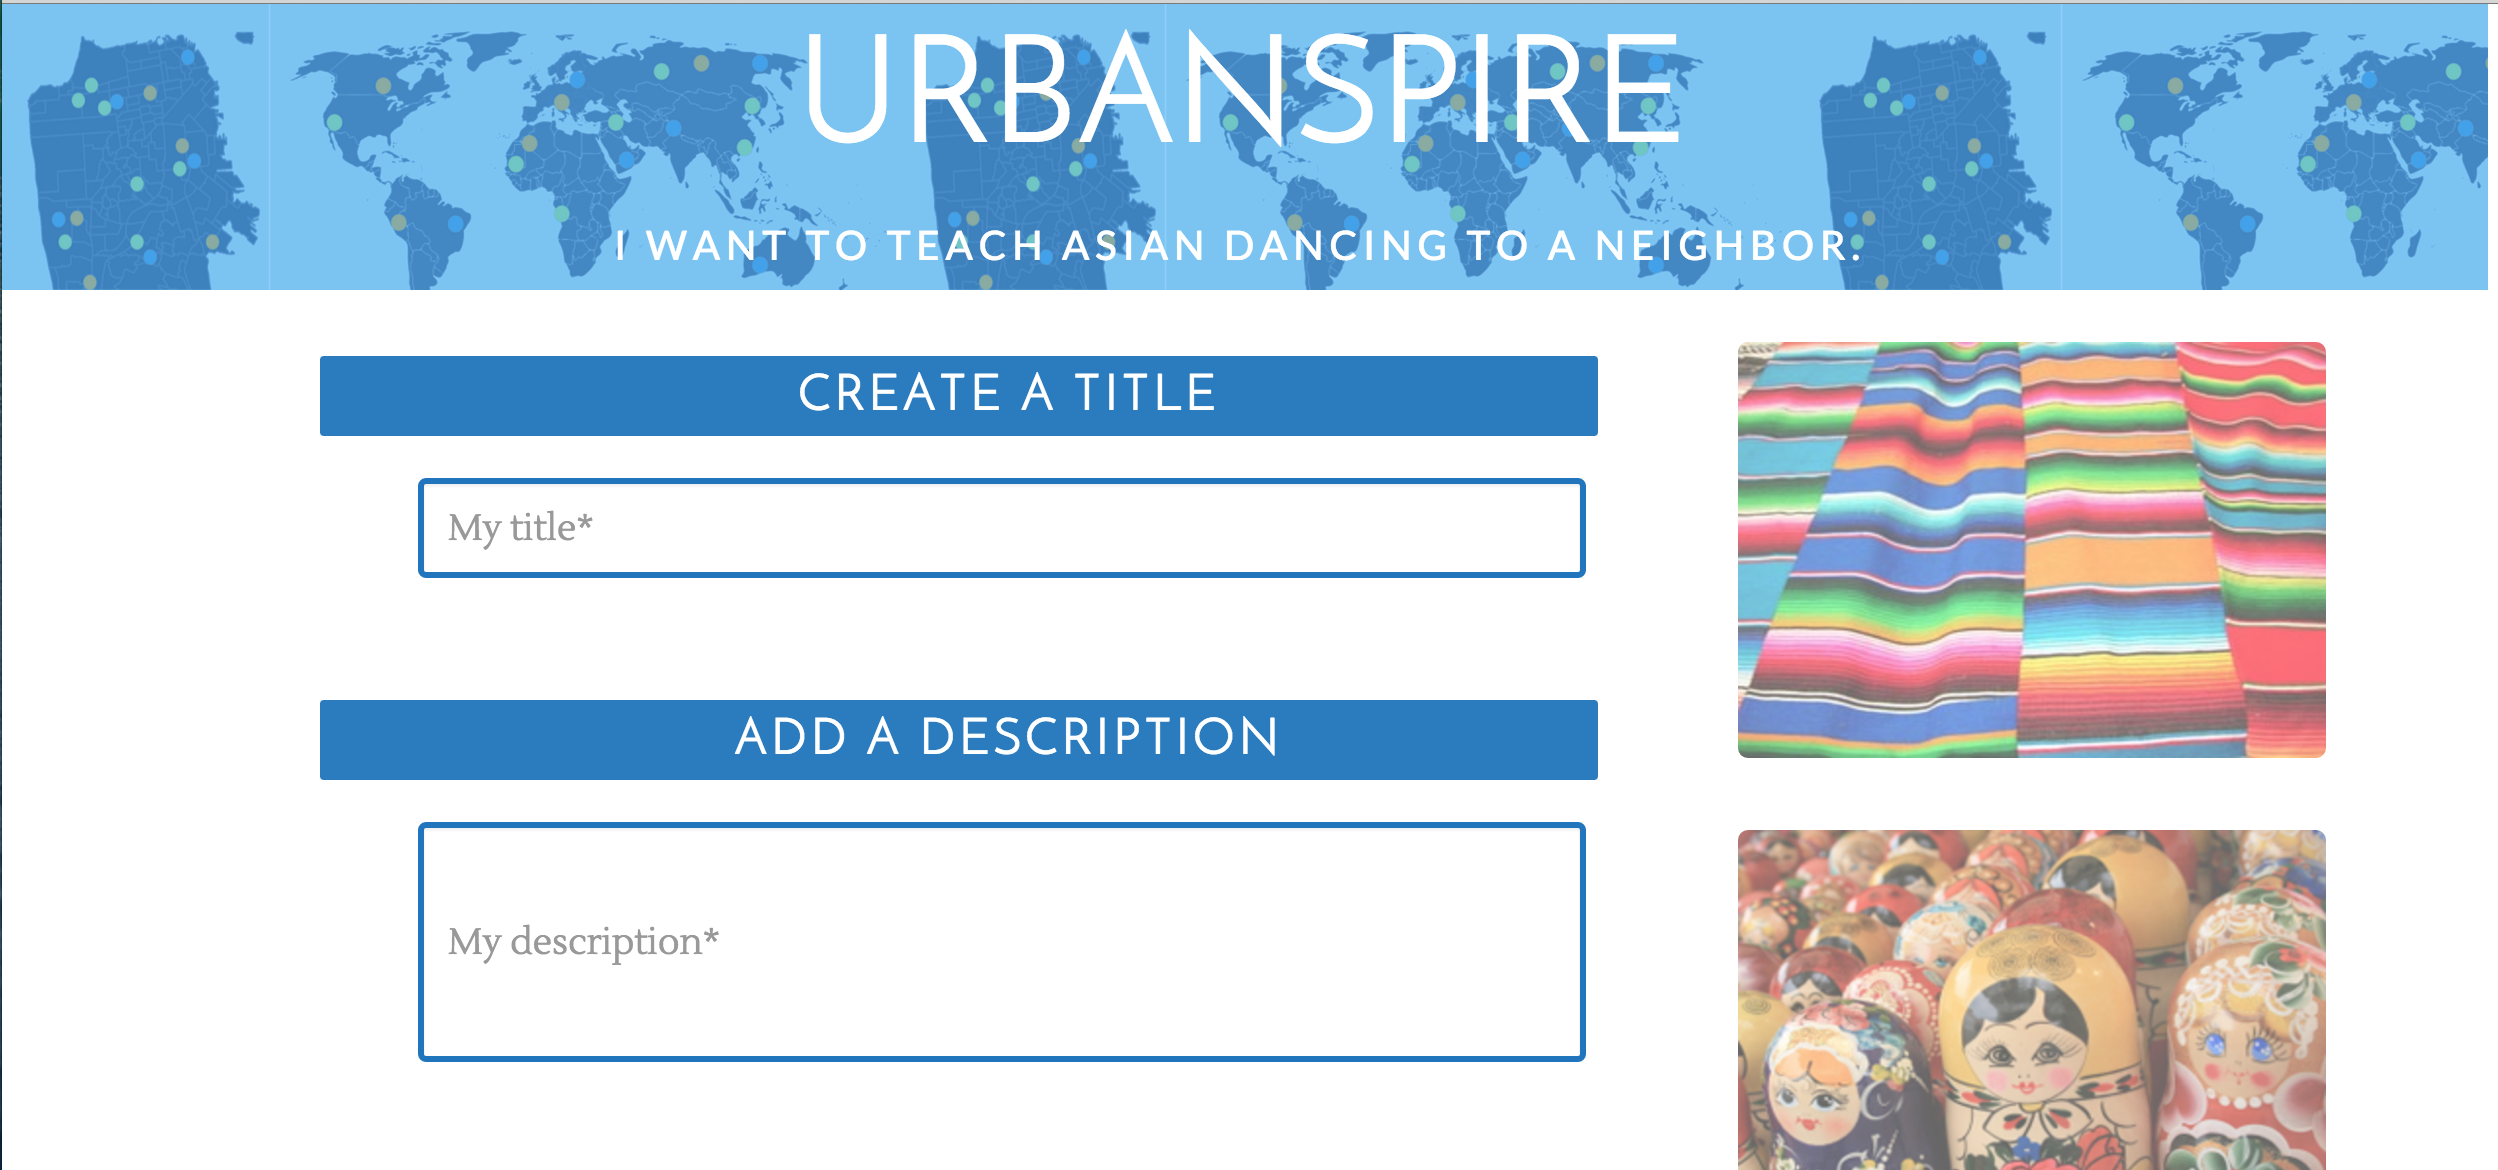 URBANSPIRE
I WANT TO TEACH ASIAN DANCING TO A NEIGHBOR.
CREATE A TITLE
My title*
ADD A DESCRIPTION
My description*